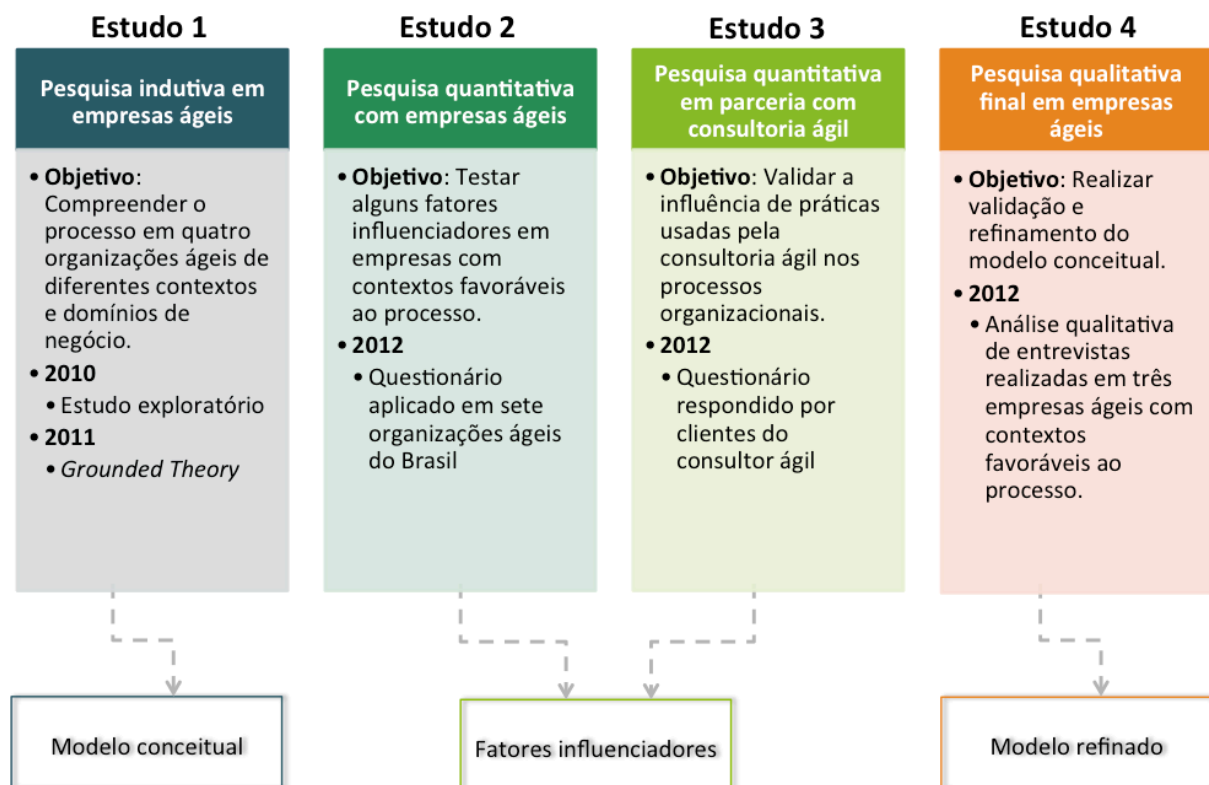 Estudo 1
Pesquisa indutiva em
empresas ágeis
• Objetivo:
Compreender o
processo em quatro
organizações ágeis de
diferentes contextos
e domínios de
negócio.
• 2010
• Estudo exploratório
• 2011
• Grounded Theory
Modelo conceitual
Estudo 2
Pesquisa quantitativa
com empresas ágeis
• Objetivo: Testar
alguns fatores
influenciadores em
empresas com
contextos favoráveis
ao processo.
• 2012
• Questionário
aplicado em sete
organizações ágeis
do Brasil
Estudo 3
Pesquisa quantitativa
em parceria com
consultoria ágil
• Objetivo: Validar a
influência de práticas
usadas pela
consultoria ágil nos
processos
organizacionais.
• 2012
• Questionário
respondido por
clientes do
consultor ágil
Fatores influenciadores
Estudo 4
Pesquisa qualitativa
final em empresas
ágeis
• Objetivo: Realizar
validação e
refinamento do
modelo conceitual.
• 2012
• Análise qualitativa
de entrevistas
realizadas em três
empresas ágeis com
contextos
favoráveis ao
processo.
Modelo refinado